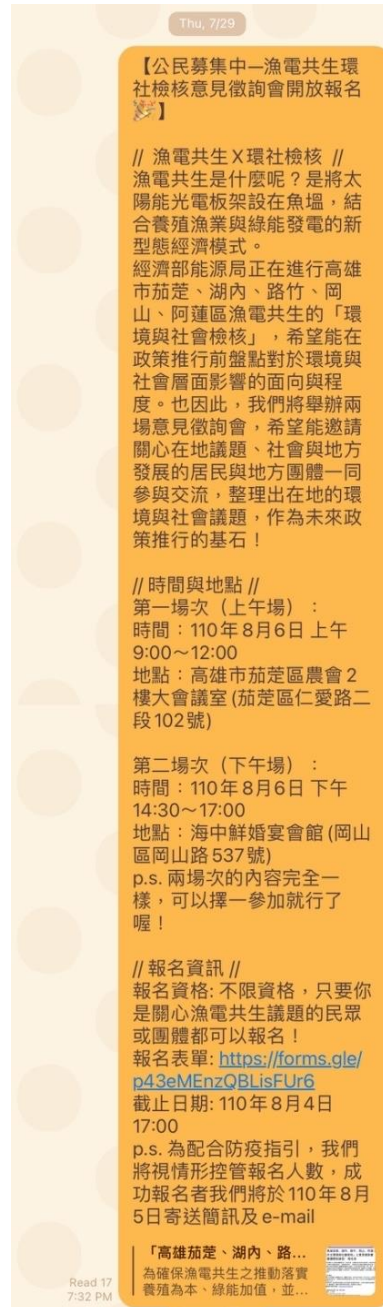 Thu, 7/29
【公民募集中—漁電共生環
社檢核意見徵詢會開放報名
🎉】
// 漁電共生X環社檢核 //
漁電共生是什麼呢？是將太
陽能光電板架設在魚塭，結
合養殖漁業與綠能發電的新
型態經濟模式。
經濟部能源局正在進行高雄
市茄萣、湖內、路竹、岡
山、阿蓮區漁電共生的「環
境與社會檢核」，希望能在
政策推行前盤點對於環境與
社會層面影響的面向與程
度。也因此，我們將舉辦兩
場意見徵詢會，希望能邀請
關心在地議題、社會與地方
發展的居民與地方團體一同
參與交流，整理出在地的環
境與社會議題，作為未來政
策推行的基石！
// 時間與地點 //
第一場次（上午場）：
時間：110年8月6日 上午
9:00～12:00
地點：高雄市茄萣區農會2
樓大會議室 (茄萣區仁愛路二
段102號)
第二場次（下午場）：
時間：110年8月6日 下午
14:30～17:00
地點：海中鮮婚宴會館 (岡山
區岡山路537號)
p.s. 兩場次的內容完全一
樣，可以擇一參加就行了
喔！
// 報名資訊 //
報名資格: 不限資格，只要你
是關心漁電共生議題的民眾
或團體都可以報名！
報名表單: https://forms.gle/
p43eMEnzQBLisFUr6
截止日期: 110年8月4日
17:00
p.s. 為配合防疫指引，我們
將視情形控管報名人數，成
功報名者我們將於110年8月
5日寄送簡訊及e-mail
「高雄茄萣、湖內、路...
為確保漁電共生之推動落實
養殖為本、綠能加值，並...
Read 17
7:32 PM